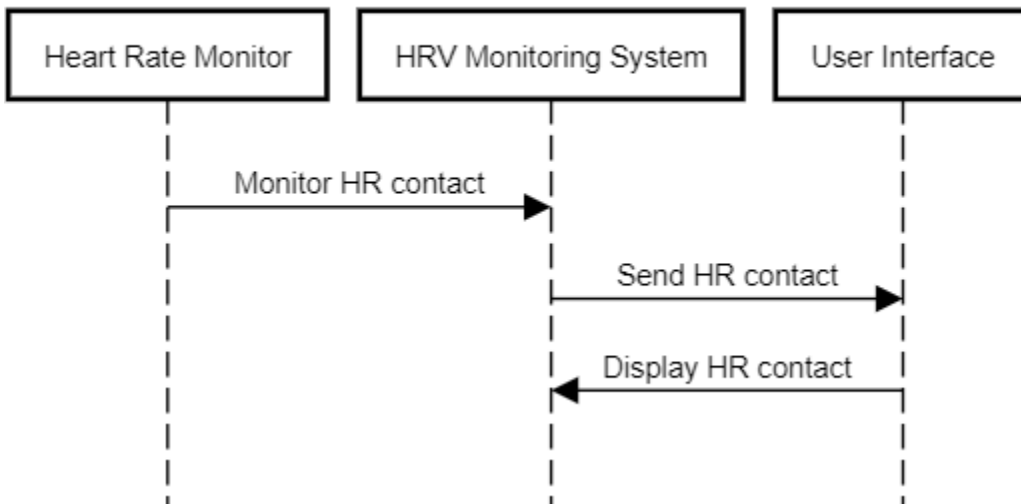 Heart Rate Monitor
HRV Monitoring System
User Interface
Monitor HR contact
Send HR contact
Display HR contact